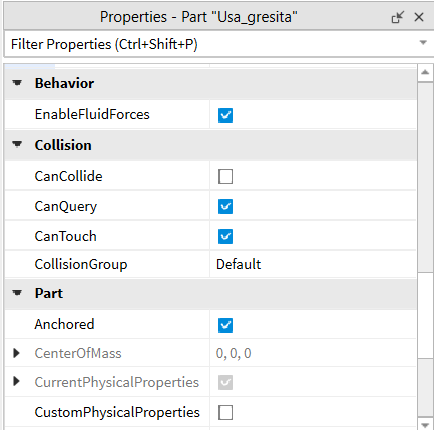 Properties - Part "Usa_gresita"
Filter Properties (Ctrl+Shift+P)
Behavior
EnableFluidForces
Collision
CanCollide
CanQuery
CanTouch
CollisionGroup Default
Part
Anchored
CenterOfMass 0, 0, 0
CurrentPhysicalProperties
CustomPhysicalProperties